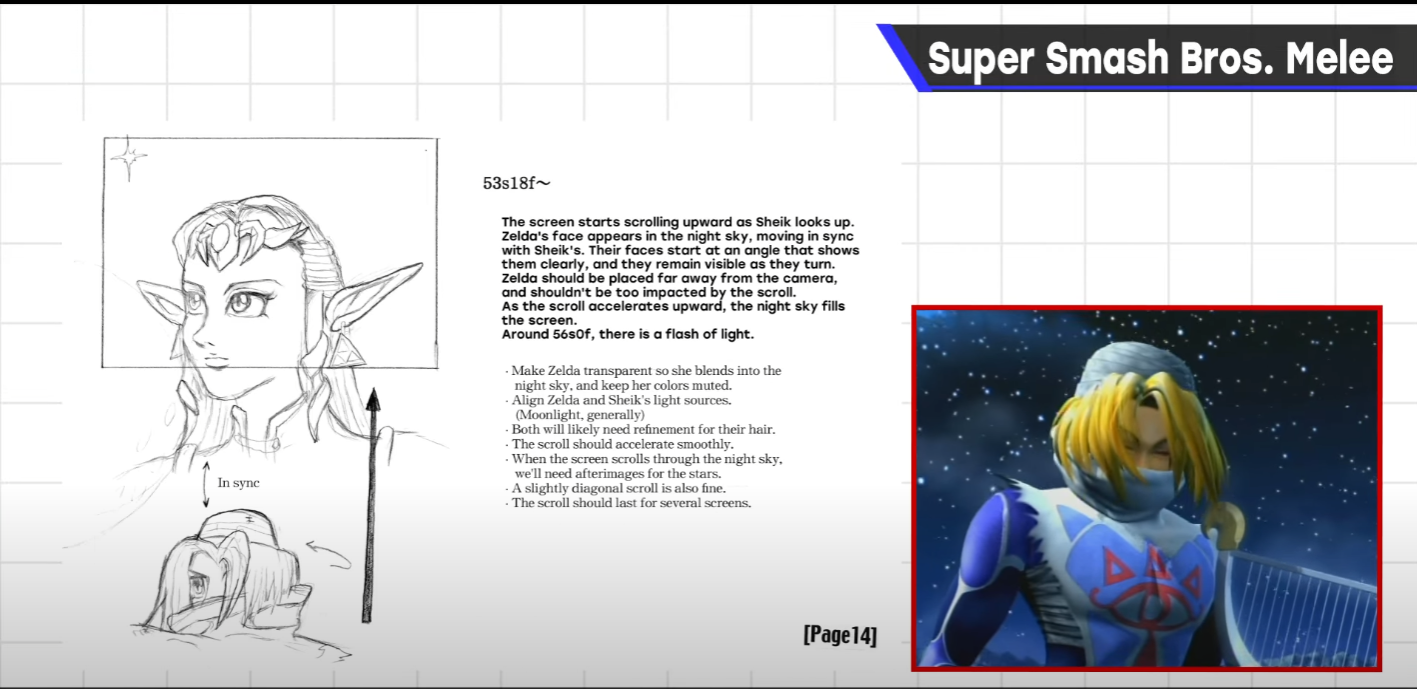 Super Smash Bros. Melee
53s18f～
The screen starts scrolling upward as Sheik looks up.
Zelda's face appears in the night sky, moving in sync
with Sheik's. Their faces start at an angle that shows
them clearly, and they remain visible as they turn.
Zelda should be placed far away from the camera,
and shouldn't be too impacted by the scroll.
As the scroll accelerates upward, the night sky fills
the screen.
Around 56s0f, there is a flash of light.
· Make Zelda transparent so she blends into the
night sky, and keep her colors muted.
· Align Zelda and Sheik's light sources.
(Moonlight, generally)
· Both will likely need refinement for their hair.
· The scroll should accelerate smoothly.
· When the screen scrolls through the night sky,
we'll need afterimages for the stars.
· A slightly diagonal scroll is also fine.
· The scroll should last for several screens.
In sync
[Page14]